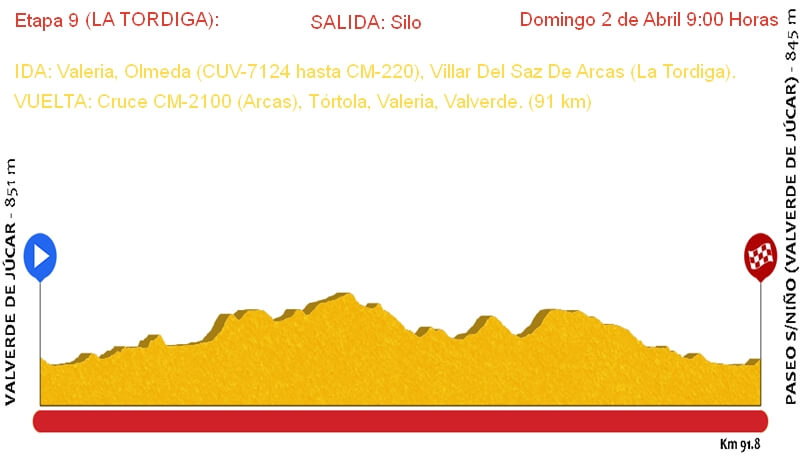 Etapa 9 (LA TORDIGA): SALIDA: Silo Domingo 2 de Abril 9:00 Horas
IDA: Valeria, Olmeda (CUV-7124 hasta CM-220), Villar Del Saz De Arcas (La Tordiga).
VUELTA: Cruce CM-2100 (Arcas), Tórtola, Valeria, Valverde. (91 km)
VALVERDE DE JÚCAR - 851 m
PASEO S/NIÑO (VALVERDE DE JÚCAR) - 845 m
Km 91.8